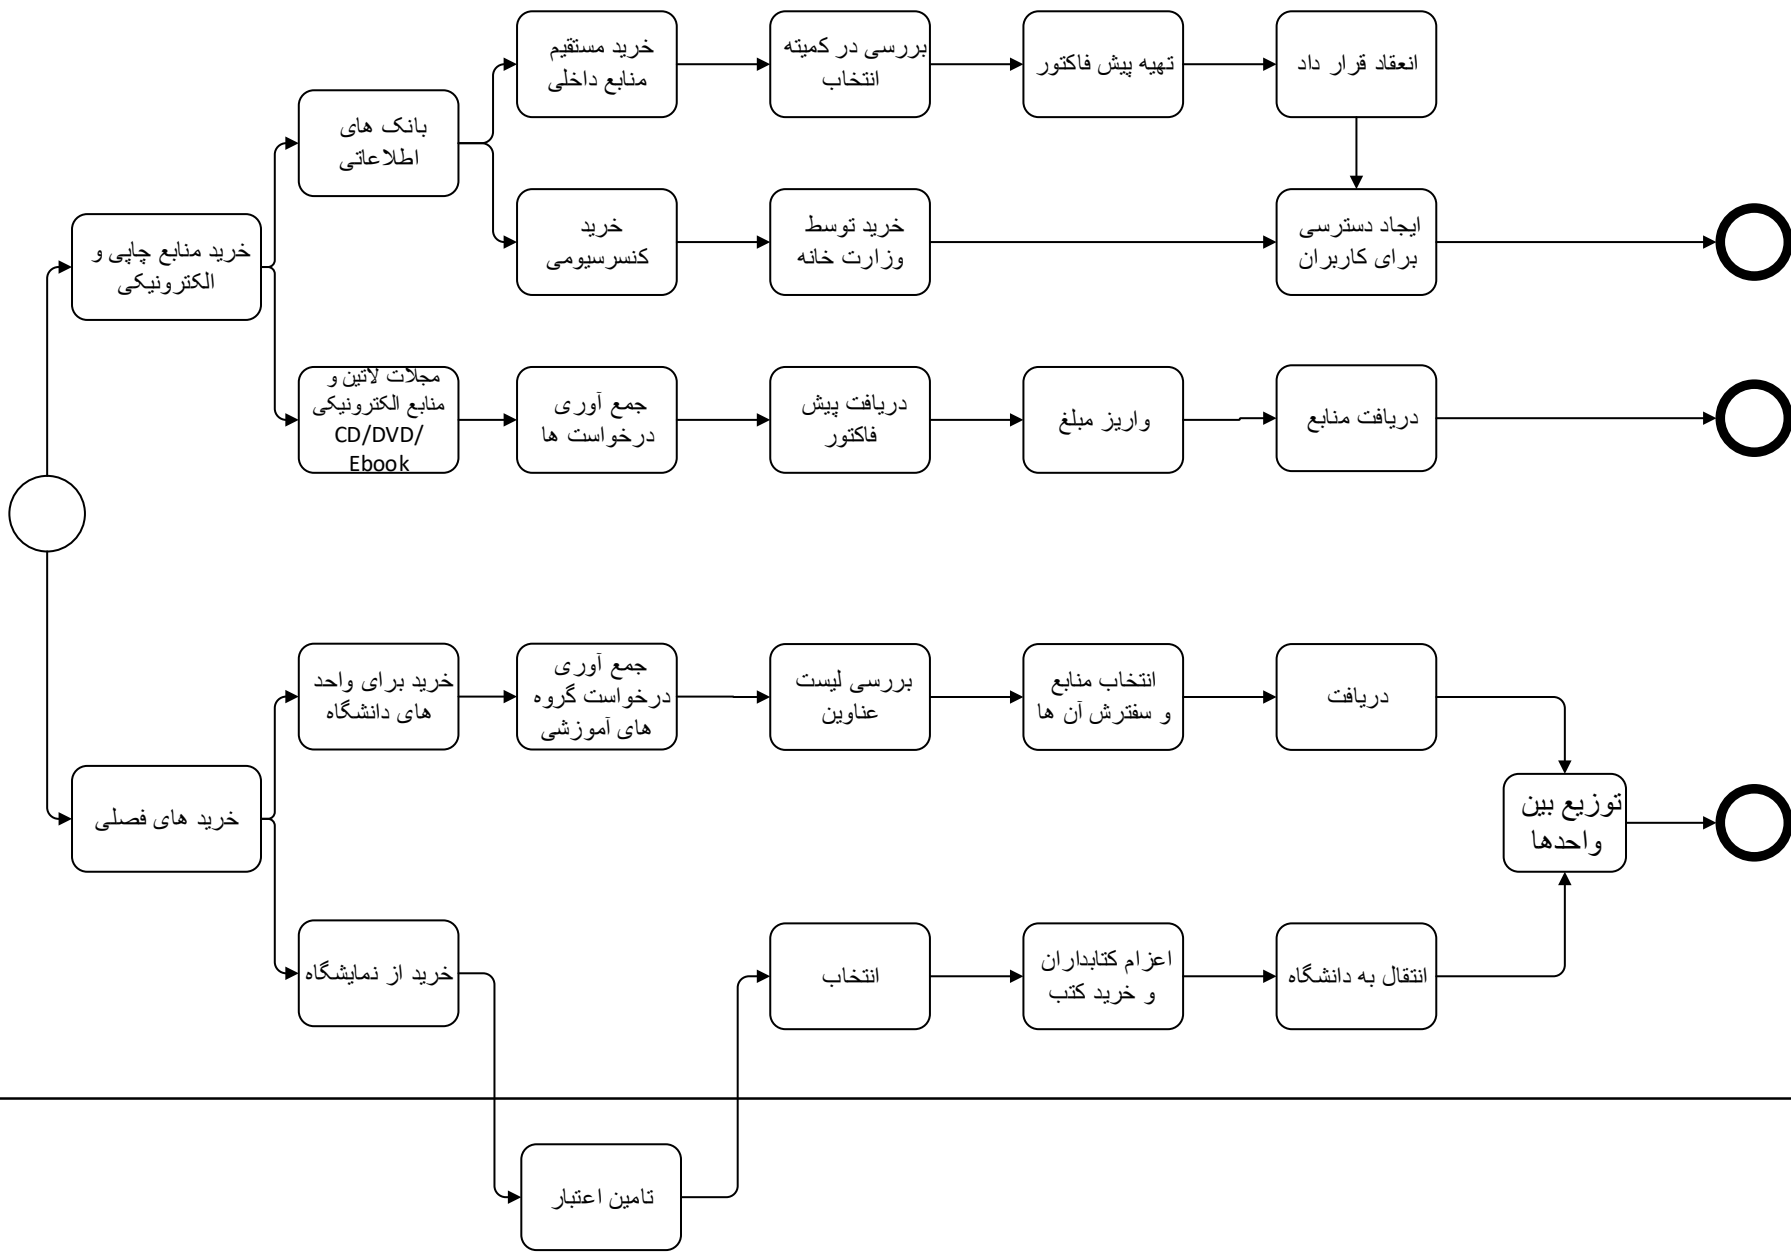 خرید مستقیم
منابع داخلی
بررسی در کمیته
انتخاب
تهیه پیش فاکتور
انعقاد قرار داد
بانک های
اطلاعاتی
خرید
کنسرسیومی
خرید توسط
وزارت خانه
ایجاد دسترسی
برای کاربران
خرید منابع چاپی و
الکترونیکی
مجلات لاتین و
منابع الکترونیکی
CD/DVD/
Ebook
جمع آوری
درخواست ها
دریافت پیش
فاکتور
واریز مبلغ
دریافت منابع
خرید برای واحد
های دانشگاه
جمع آوری
درخواست گروه
های آموزشی
بررسی لیست
عناوین
انتخاب منابع
و سفترش آن ها
دریافت
خرید های فصلی
توزیع بین
واحدها
خرید از نمایشگاه
انتخاب
اعزام کتابداران
و خرید کتب
انتقال به دانشگاه
تامین اعتبار